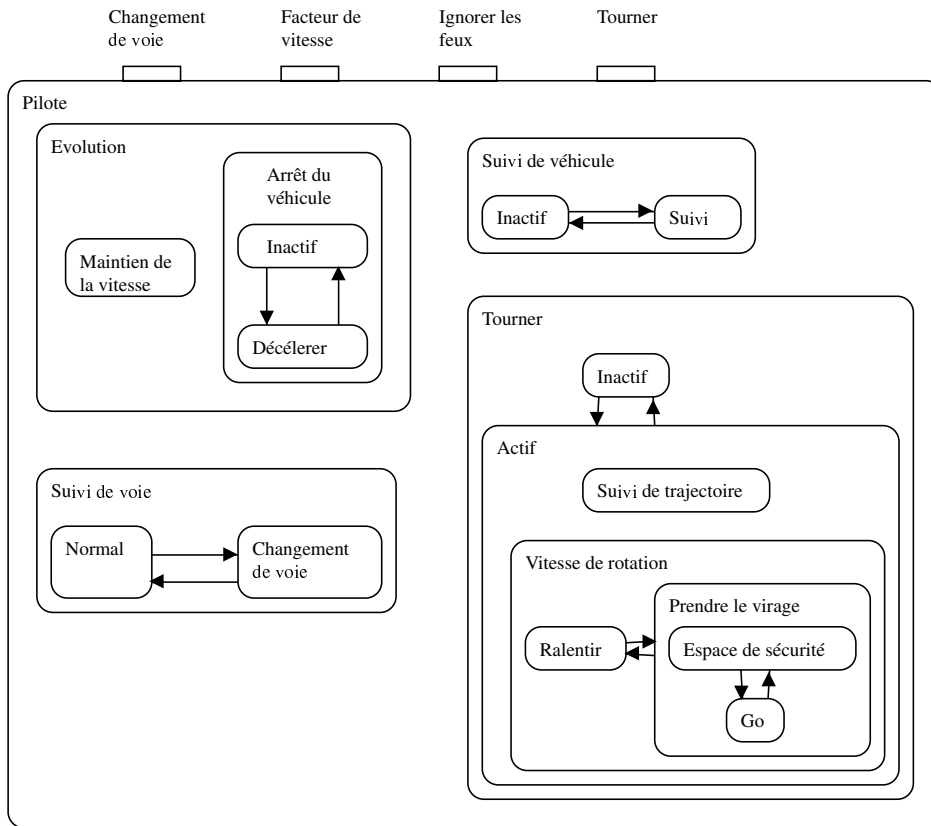 Changement
de voie
Facteur de
vitesse
Ignorer les
feux
Tourner
Pilote
Evolution
Arrêt du
véhicule
Inactif
Maintien de
la vitesse
Décélerer
Suivi de véhicule
Inactif
Suivi
Tourner
Inactif
Actif
Suivi de trajectoire
Suivi de voie
Normal
Changement
de voie
Vitesse de rotation
Prendre le virage
Ralentir
Espace de sécurité
Go